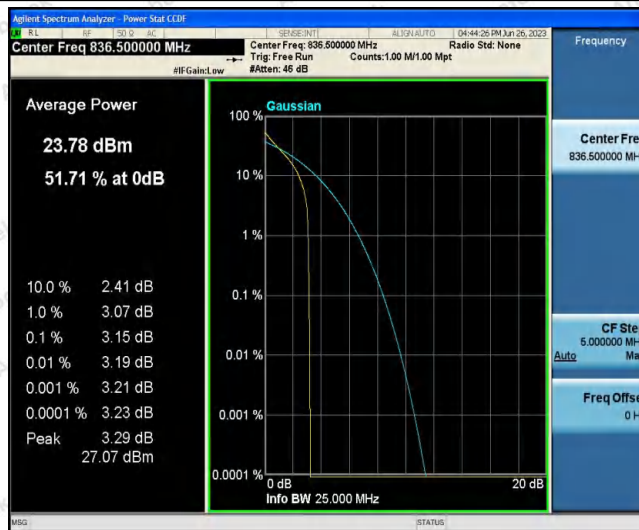 Agilent Spectrum Analyzer - Power Stat CCDF
RL RF 50 Ω AC SENSE:INT ALIGN AUTO 04:44:26 PM Jun 26, 2023
Center Freq 836.500000 MHz
Center Freq: 836.500000 MHz Radio Std: None
Trig: Free Run Counts:1.00 M/1.00 Mpt
#IFGain:Low #Atten: 46 dB
Frequency
Average Power
23.78 dBm
51.71 % at 0dB
10.0 % 2.41 dB
1.0 % 3.07 dB
0.1 % 3.15 dB
0.01 % 3.19 dB
0.001 % 3.21 dB
0.0001 % 3.23 dB
Peak 3.29 dB
27.07 dBm
Gaussian
100 %
10 %
1 %
0.1 %
0.01 %
0.001 %
0.0001 %
0 dB 20 dB
Info BW 25.000 MHz
Center Fre
836.500000 MH
CF Ste
5.000000 MH
Auto Ma
Freq Offse
0 H
MSG STATUS